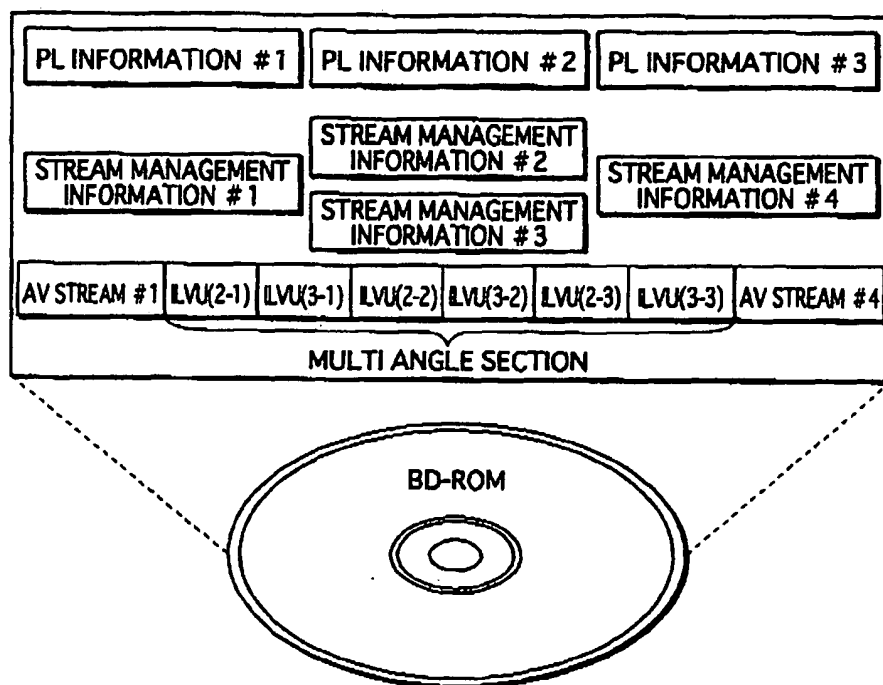 PL INFORMATION #1
PL INFORMATION #2
PL INFORMATION #3
STREAM MANAGEMENT
INFORMATION #1
STREAM MANAGEMENT
INFORMATION #2
STREAM MANAGEMENT
INFORMATION #3
STREAM MANAGEMENT
INFORMATION #4
AV STREAM #1
ILVU(2-1)
ILVU(3-1)
ILVU(2-2)
ILVU(3-2)
ILVU(2-3)
ILVU(3-3)
AV STREAM #4
MULTI ANGLE SECTION
BD-ROM